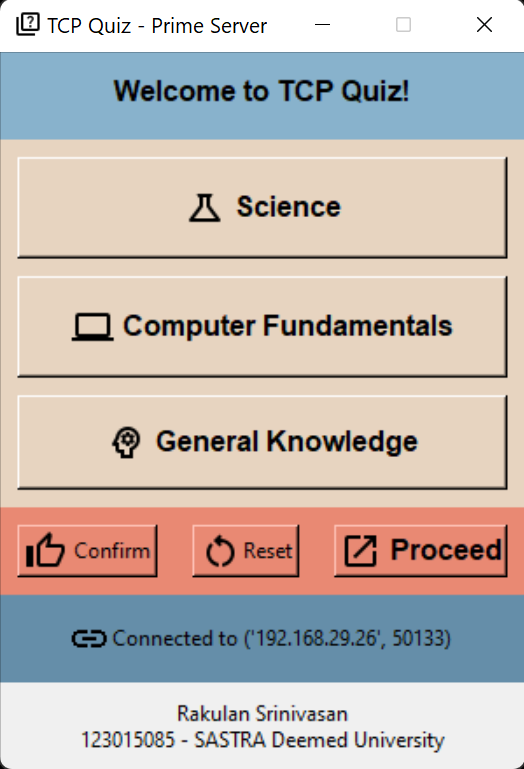 TCP Quiz - Prime Server
Welcome to TCP Quiz!
Science
Computer Fundamentals
General Knowledge
Confirm Reset Proceed
Connected to ('192.168.29.26', 50133)
Rakulan Srinivasan
123015085 - SASTRA Deemed University